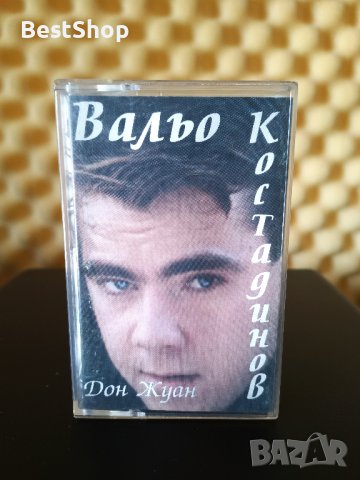 BestShop
Вальо
Костадинов
Дон Жуан
BAZAR